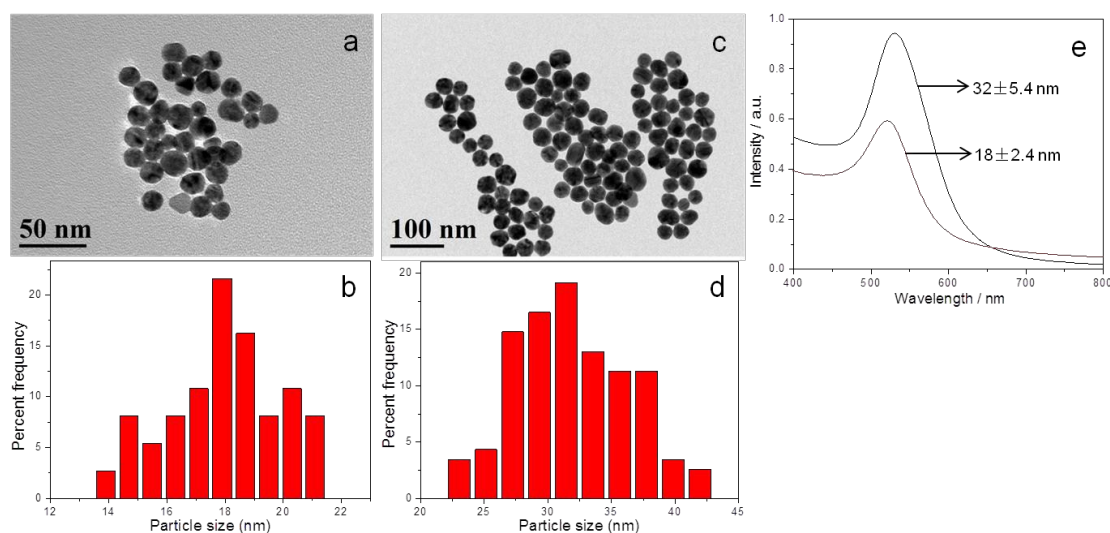 a
50 nm
c
100 nm
e
Intensity / a.u.
1.0
0.8
0.6
0.4
0.2
0.0
32±5.4 nm
18±2.4 nm
400 500 600 700 800
Wavelength / nm
b
Percent frequency
20
15
10
5
0
12 14 16 18 20 22
Particle size (nm)
d
Percent frequency
20
15
10
5
0
20 25 30 35 40 45
Particle size (nm)